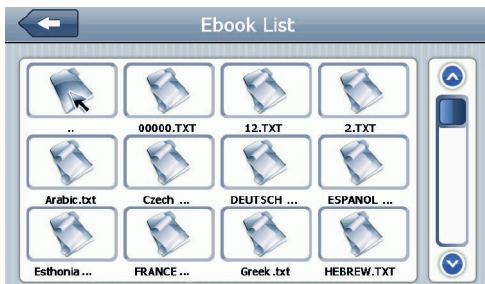 Ebook List
.. 00000.TXT 12.TXT 2.TXT
Arabic.txt Czech ... DEUTSCH ... ESPANOL ...
Esthonia ... FRANCE ... Greek .txt HEBREW.TXT